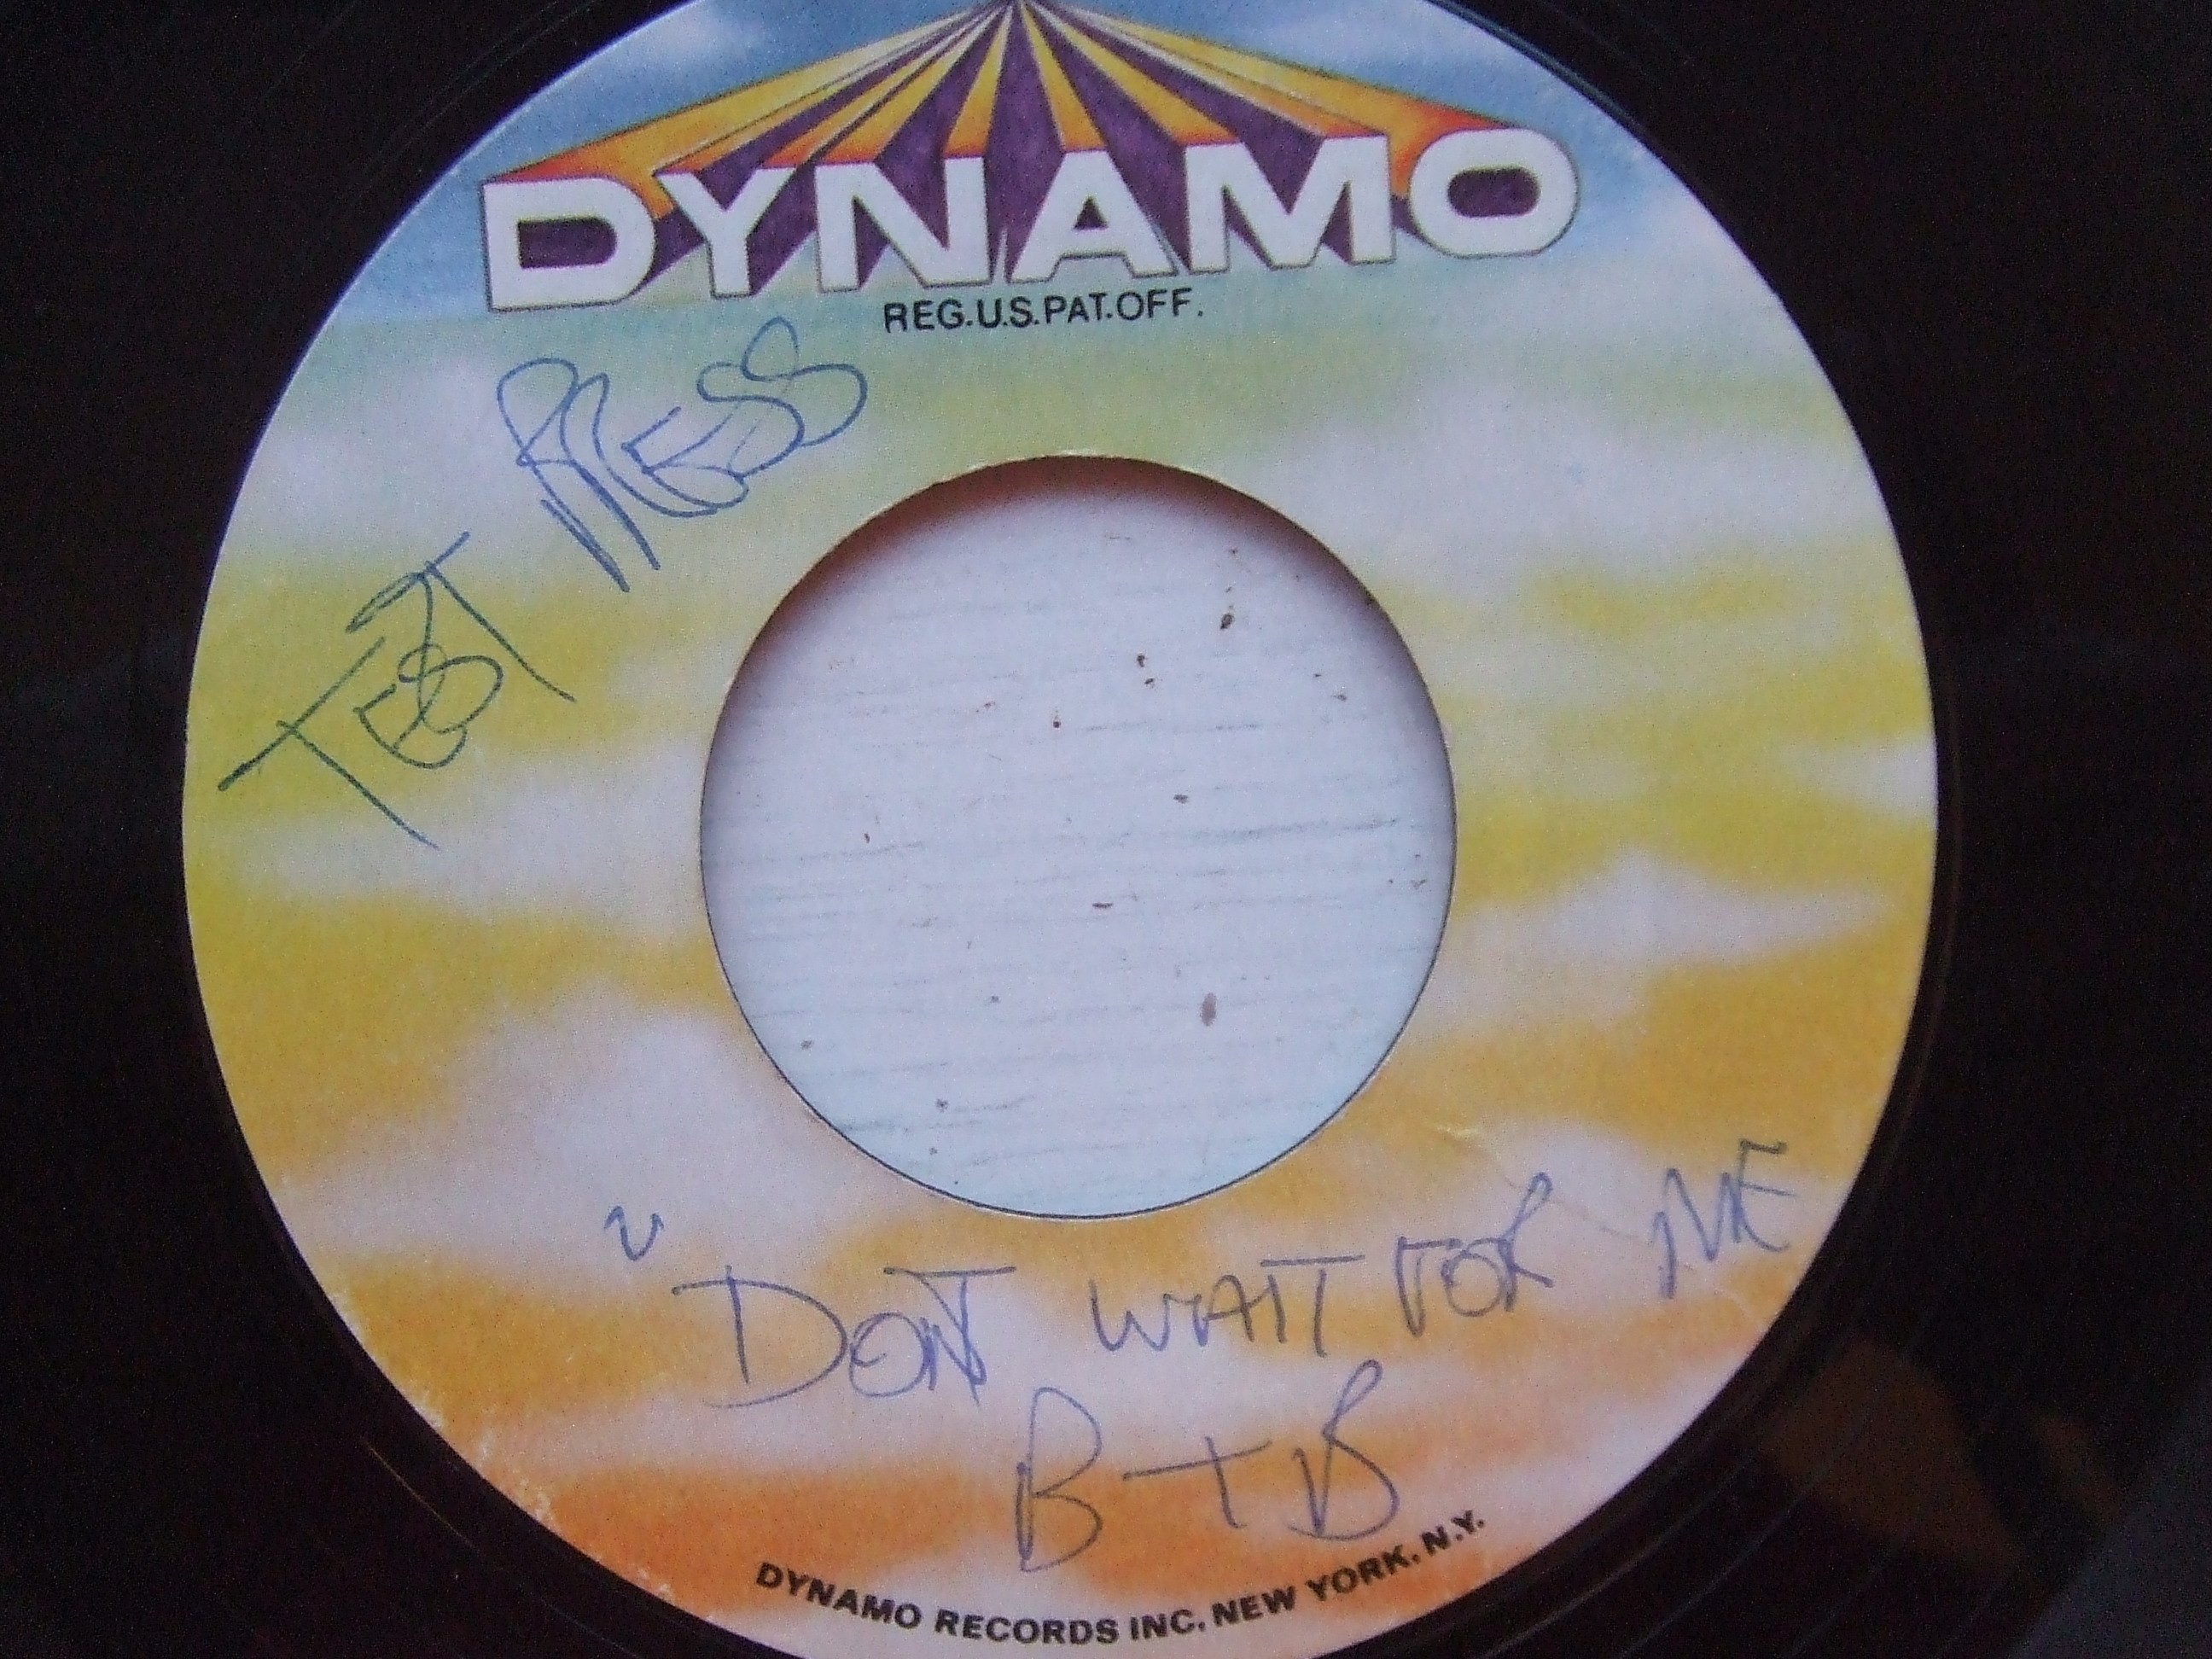 DYNAMO
REG.U.S.PAT.OFF.
TEST PRESS
"DONT WAIT FOR ME
B+B
DYNAMO RECORDS INC. NEW YORK, N.Y.